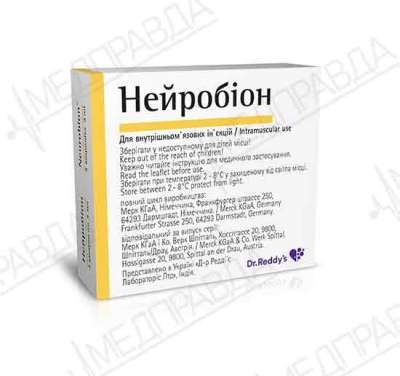 МЕДПРАВДА
Нейробіон
Для внутрішньом'язових ін'єкцій / Intramuscular use
Зберігати у недоступному для дітей місці!
Keep out of the reach of children!
Уважно читайте інструкцію для медичного застосування.
Read the leaflet before use.
Зберігати при температурі 2 - 8°C у захищеному від світла місці.
Store between 2 - 8°C protect from light.
повний цикл виробництва:
Мерк КГаА, Німеччина, Франкфуртер штрассе 250,
64293 Дармштадт, Німеччина / Merck KGaA, Germany,
Frankfurter Strasse 250, 64293 Darmstadt, Germany.
відповідальний за випуск серії:
Мерк КГаА і Ко. Верк Шпітталь, Хоссгассе 20, 9800,
Шпітталь/Драу, Австрія. / Merck KGaA & Co. Werk Spittal,
Hossigasse 20, 9800, Spittal an der Drau, Austria.
Представлено в Україні «Д-р Редді'с
Лабораторіс Лтд», Індія.
Dr.Reddy's
Neurobion
МЕДПРАВДА